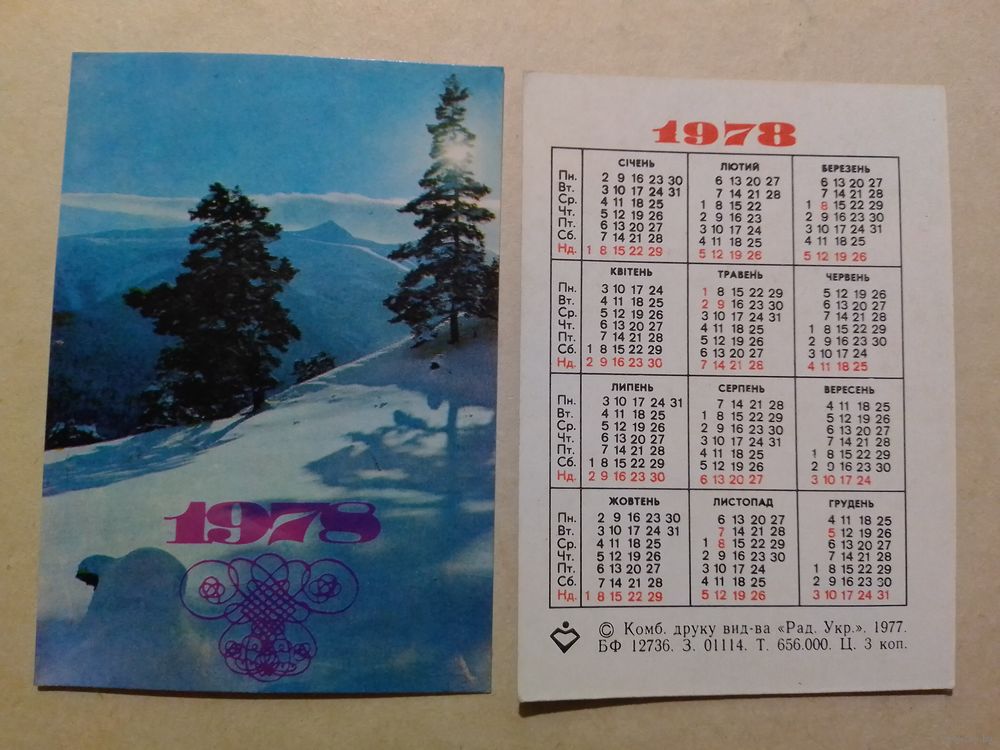 1978
1978
СІЧЕНЬ ЛЮТИЙ БЕРЕЗЕНЬ
Пн. 2 9 16 23 30 6 13 20 27 6 13 20 27
Вт. 3 10 17 24 31 7 14 21 28 7 14 21 28
Ср. 4 11 18 25 1 8 15 22 1 8 15 22 29
Чт. 5 12 19 26 2 9 16 23 2 9 16 23 30
Пт. 6 13 20 27 3 10 17 24 3 10 17 24 31
Сб. 7 14 21 28 4 11 18 25 4 11 18 25
Нд. 1 8 15 22 29 5 12 19 26 5 12 19 26
КВІТЕНЬ ТРАВЕНЬ ЧЕРВЕНЬ
Пн. 3 10 17 24 1 8 15 22 29 5 12 19 26
Вт. 4 11 18 25 2 9 16 23 30 6 13 20 27
Ср. 5 12 19 26 3 10 17 24 31 7 14 21 28
Чт. 6 13 20 27 4 11 18 25 1 8 15 22 29
Пт. 7 14 21 28 5 12 19 26 2 9 16 23 30
Сб. 1 8 15 22 29 6 13 20 27 3 10 17 24
Нд. 2 9 16 23 30 7 14 21 28 4 11 18 25
ЛИПЕНЬ СЕРПЕНЬ ВЕРЕСЕНЬ
Пн. 3 10 17 24 31 7 14 21 28 4 11 18 25
Вт. 4 11 18 25 1 8 15 22 29 5 12 19 26
Ср. 5 12 19 26 2 9 16 23 30 6 13 20 27
Чт. 6 13 20 27 3 10 17 24 31 7 14 21 28
Пт. 7 14 21 28 4 11 18 25 1 8 15 22 29
Сб. 1 8 15 22 29 5 12 19 26 2 9 16 23 30
Нд. 2 9 16 23 30 6 13 20 27 3 10 17 24
ЖОВТЕНЬ ЛИСТОПАД ГРУДЕНЬ
Пн. 2 9 16 23 30 6 13 20 27 4 11 18 25
Вт. 3 10 17 24 31 7 14 21 28 5 12 19 26
Ср. 4 11 18 25 1 8 15 22 29 6 13 20 27
Чт. 5 12 19 26 2 9 16 23 30 7 14 21 28
Пт. 6 13 20 27 3 10 17 24 1 8 15 22 29
Сб. 7 14 21 28 4 11 18 25 2 9 16 23 30
Нд. 1 8 15 22 29 5 12 19 26 3 10 17 24 31
© Комб. друку вид-ва «Рад. Укр.». 1977.
БФ 12736. З. 01114. Т. 656.000. Ц. 3 коп.